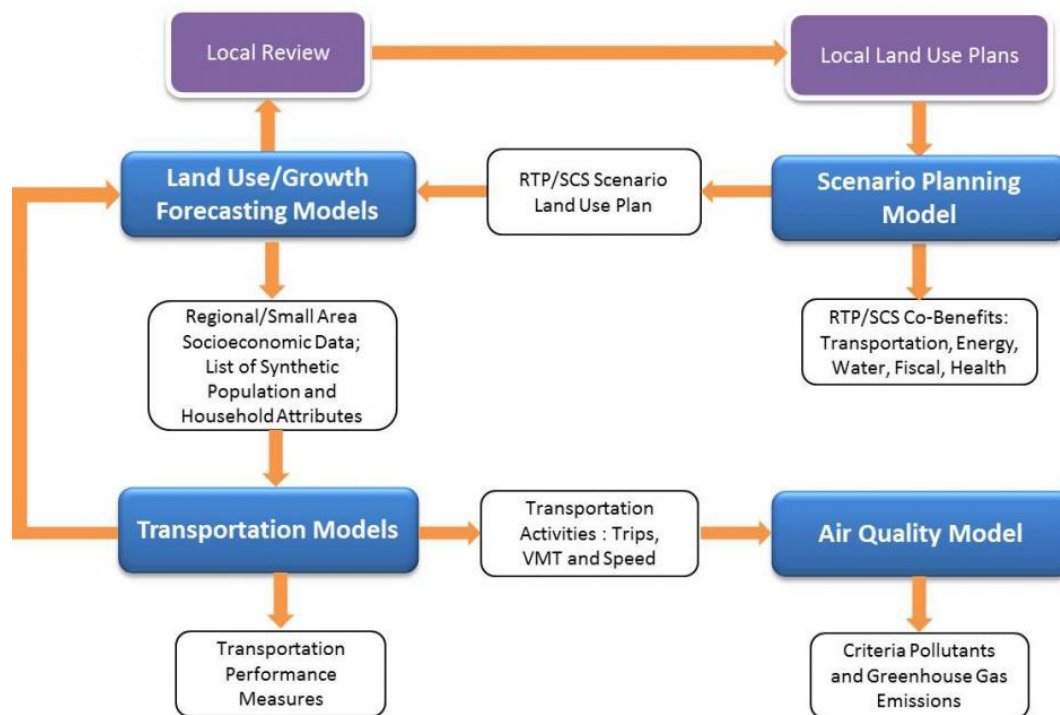 Local Review
Local Land Use Plans
Land Use/Growth
Forecasting Models
RTP/SCS Scenario
Land Use Plan
Scenario Planning
Model
Regional/Small Area
Socioeconomic Data;
List of Synthetic
Population and
Household Attributes
RTP/SCS Co-Benefits:
Transportation, Energy,
Water, Fiscal, Health
Transportation Models
Transportation
Activities : Trips,
VMT and Speed
Air Quality Model
Transportation
Performance
Measures
Criteria Pollutants
and Greenhouse Gas
Emissions